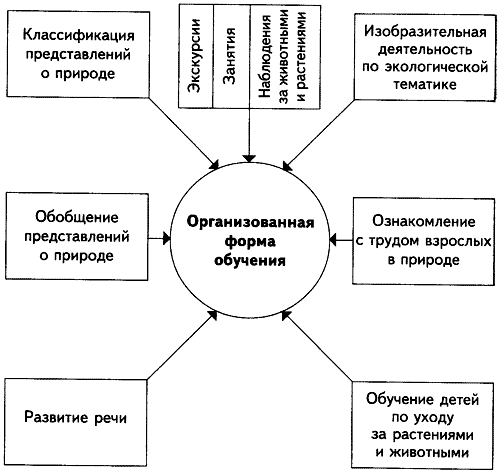 Классификация
представлений
о природе
Экскурсии
Занятия
Наблюдения
за животными
и растениями
Изобразительная
деятельность
по экологической
тематике
Обобщение
представлений
о природе
Организованная
форма
обучения
Ознакомление
с трудом взрослых
в природе
Развитие речи
Обучение детей
по уходу
за растениями
и животными